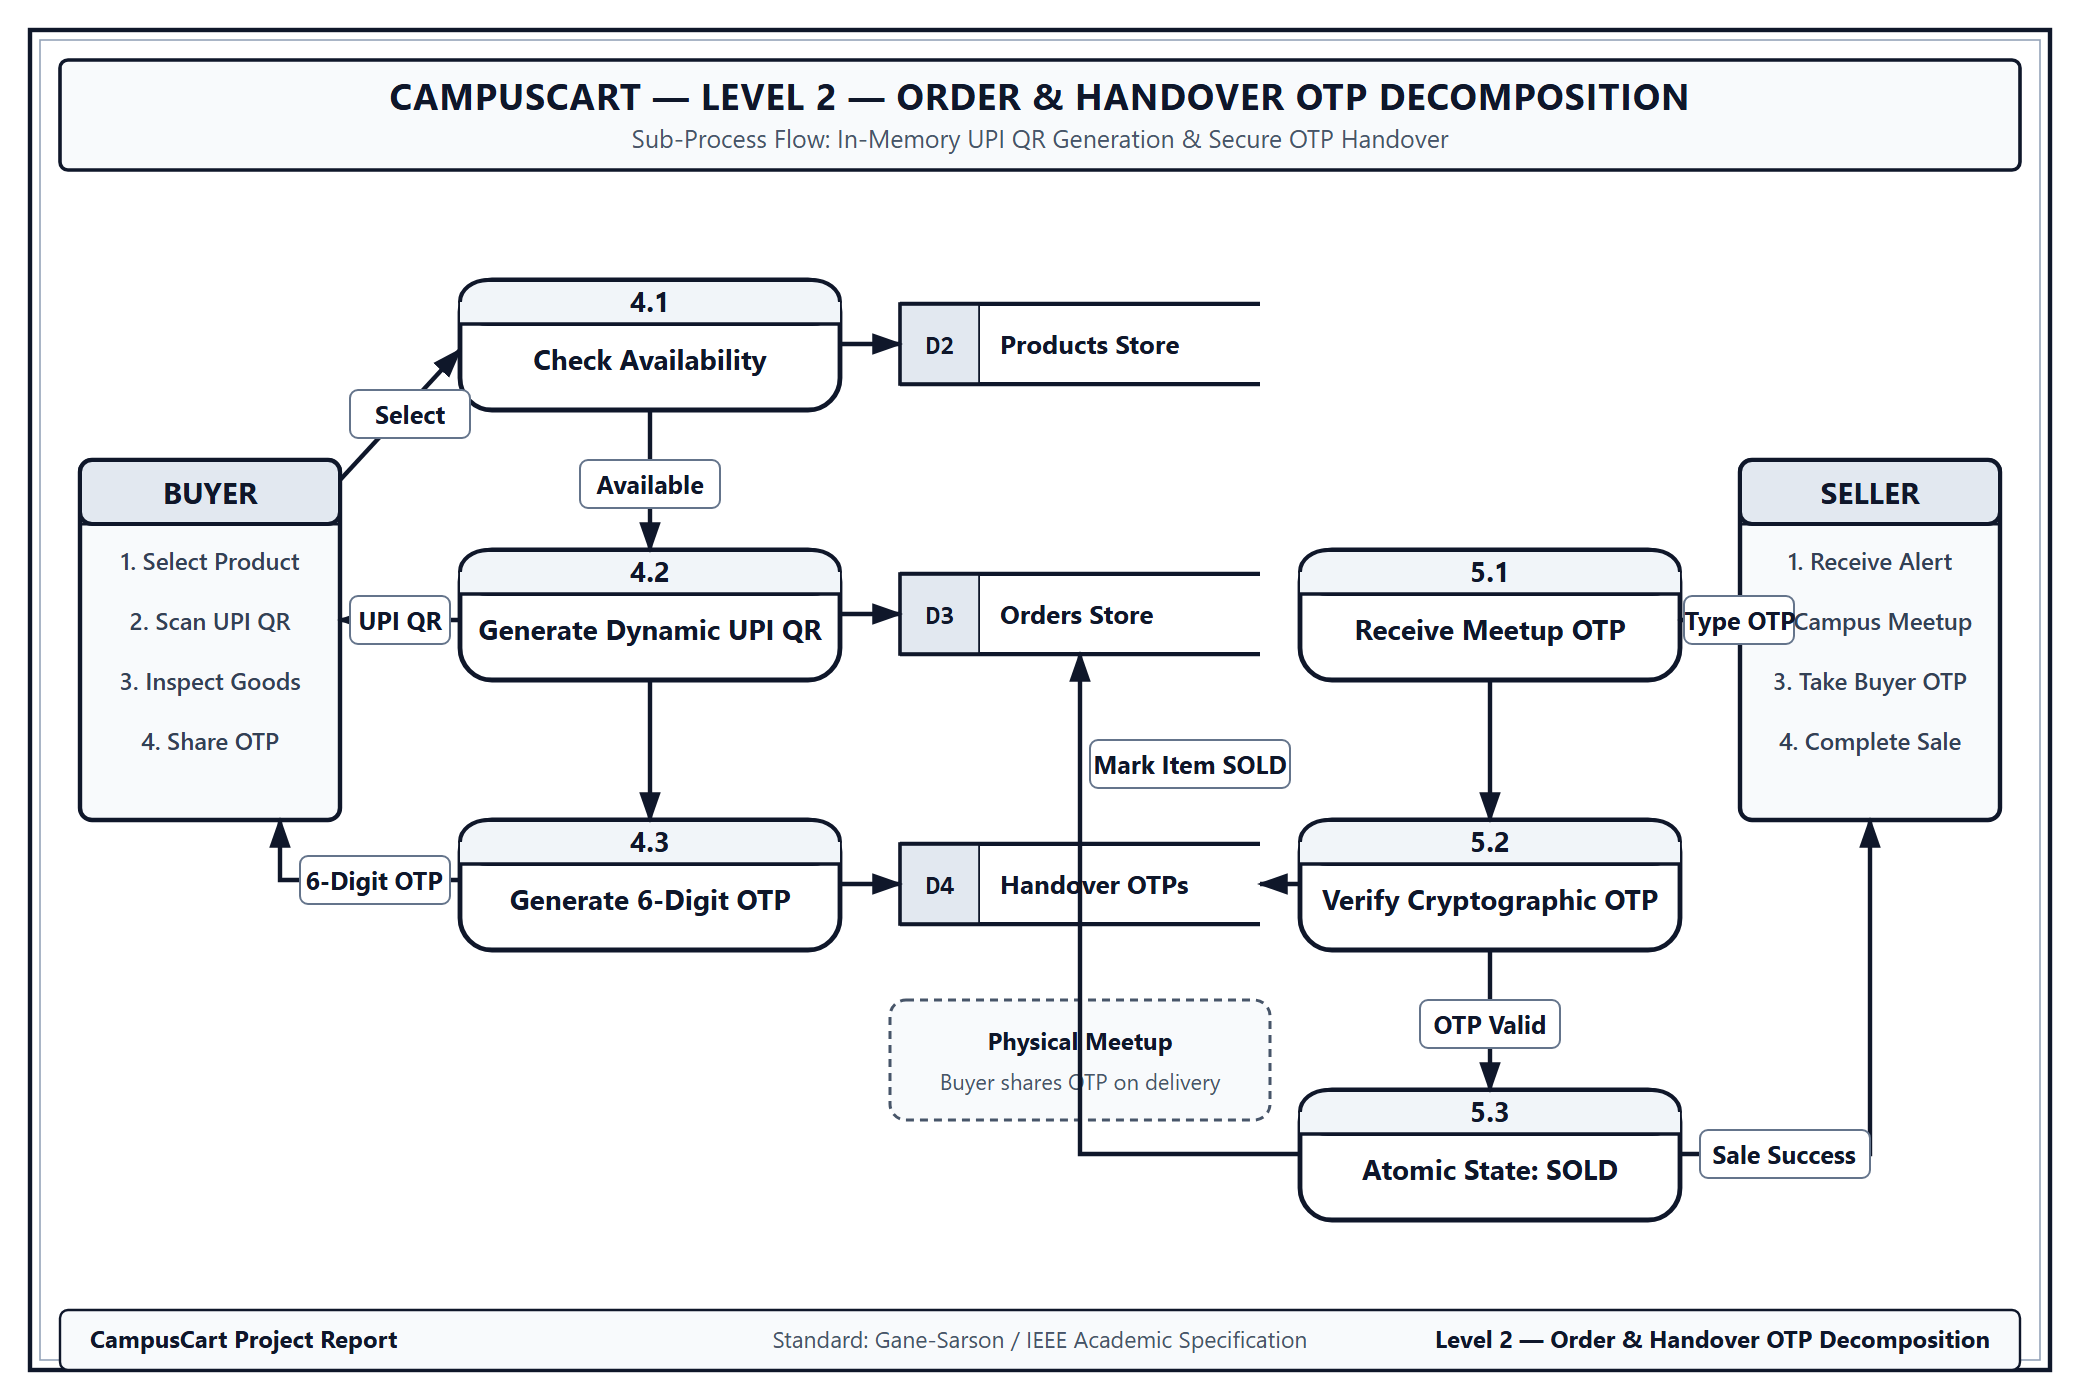 CAMPUSCART — LEVEL 2 — ORDER & HANDOVER OTP DECOMPOSITION
Sub-Process Flow: In-Memory UPI QR Generation & Secure OTP Handover
4.1
Check Availability
D2
Products Store
Select
Available
BUYER
1. Select Product
2. Scan UPI QR
3. Inspect Goods
4. Share OTP
UPI QR
4.2
Generate Dynamic UPI QR
D3
Orders Store
5.1
Receive Meetup OTP
Type OTP
SELLER
1. Receive Alert
Campus Meetup
3. Take Buyer OTP
4. Complete Sale
Mark Item SOLD
6-Digit OTP
4.3
Generate 6-Digit OTP
D4
Handover OTPs
5.2
Verify Cryptographic OTP
OTP Valid
Physical Meetup
Buyer shares OTP on delivery
5.3
Atomic State: SOLD
Sale Success
CampusCart Project Report
Standard: Gane-Sarson / IEEE Academic Specification
Level 2 — Order & Handover OTP Decomposition